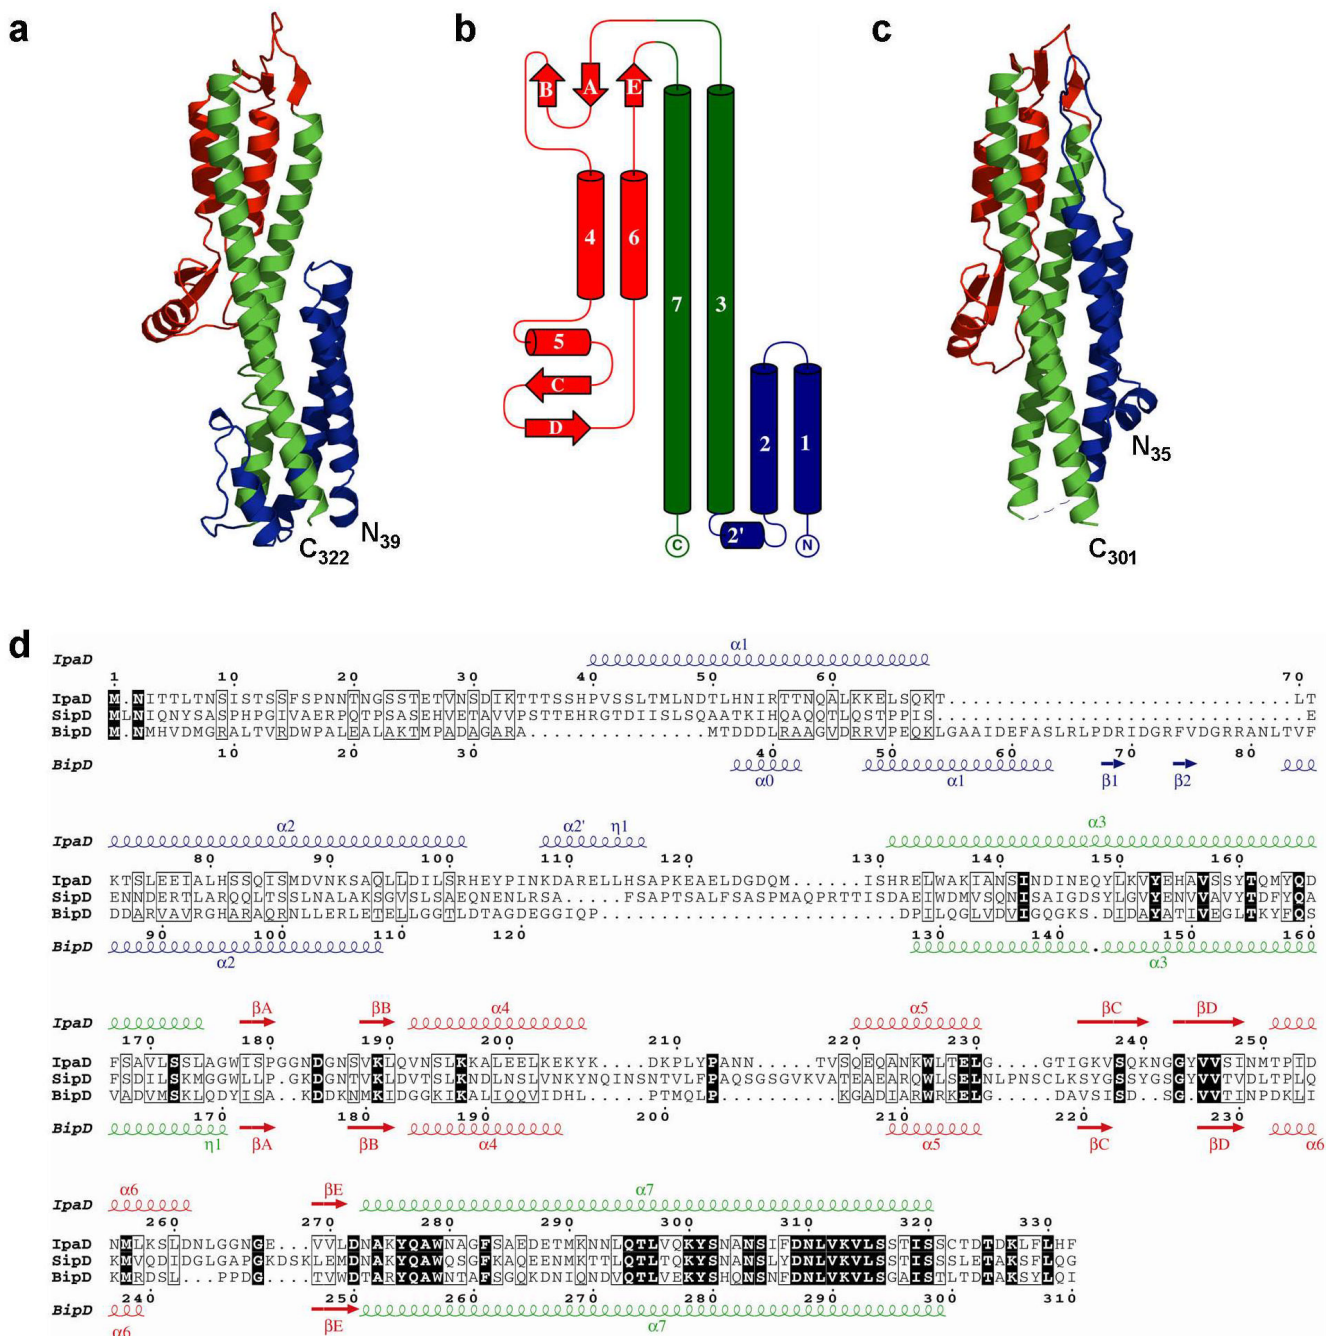 a
b
c
B
A
E
4
6
7
3
5
C
D
2
1
2'
C
N
C322
N39
N35
C301
d
IpaD
α1
1 10 20 30 40 50 60 70
IpaD MNITTLTNSISTSSFSPNNTNGSSTETVNSDIKTTTSSHPVSSLTMLNDTLHNIRTTNQALKKELSQKT..............................LT
SipD MLNIQNYSASPHPGIVAERPQTPSASEHVETAVVPSTTEHRGTDIISLSQAATKIHQAQQTLQSTPPIS...............................E
BipD MNMHVDMGRALTVRDWPALEALAKTMPADAGARA...............MTDDDLRAAGVDRRVPEQKLGAAIDEFASLRLPDRIDGRFVDGRRANLTVF
10 20 30 40 50 60 70 80
BipD
α0 α1 β1 β2
α2 α2' η1 α3
IpaD
80 90 100 110 120 130 140 150 160
IpaD KTSLEEIALHSSQISMDVNKSAQLLDILSRHEYPINKDARELLHSAPKEAELDGDQM......ISHRELWAKIANSINDINEQYLKVYEHAVSSYTQMYQD
SipD ENNDERTLARQQLTSSLNALAKSGVSLSAEQNENLRSA.....FSAPTSALFSASPMAQPRTTISDAEIWDMVSQNISAIGDSYLGVYENVVAVYTDFYQA
BipD DDARVAVRGHARAQRNLLERLETELLGGTLDTAGDEGGIQP..........................DPILQGLVDVIGQGKS.DIDAYATIVEGLTKYFQS
90 100 110 120 130 140 150 160
BipD
α2 α3
βA βB α4 α5 βC βD
IpaD
170 180 190 200 210 220 230 240 250
IpaD FSAVLSSLAGWISPGGNDGNSVKLQVNSLKKALEELKEKYK....DKPLYPANN.....TVSQEQANKWLTELG....GTIGKVSQKNGGYVVSINMTPID
SipD FSDILSKMGGWLLP.GKDGNTVKLDVTSLKNDLNSLVNKYNQINSNTVLFPAQSGSGVKVATEAEARQWLSELNLPNSCLKSYGSSYGSGYVVTVDLTPLQ
BipD VADVMSKLQDYISA.KDDKNMKIDGGKIKALIQQVIDHL.....PTMQLP..........KGADIARWRKELG......DAVSISD..SG.VVTINPDKLI
170 180 190 200 210 220 230
BipD
η1 βA βB α4 α5 βC βD α6
α6 βE α7
IpaD
260 270 280 290 300 310 320 330
IpaD NMLKSLDNLGGNGE...VVLDNAKYQAWNAGFSAEDETMKNNLQTLVQKYSNANSIFDNLVKVLSSTISSCTDTDKLFLHF
SipD KMVQDIDGLGAPGKDSKLEMDNAKYQAWQSGFKAQEENMKTTLQTLTQKYSNANSLYDNLVKVLSSTISSSLETAKSFLQG
BipD KMRDSL...PPDG....TVWDTARYQAWNTAFSGQKDNIQNDVQTLVEKYSHQNSNFDNLVKVLSGAISTLTDTAKSYLQI
240 250 260 270 280 290 300 310
BipD
α6 βE α7